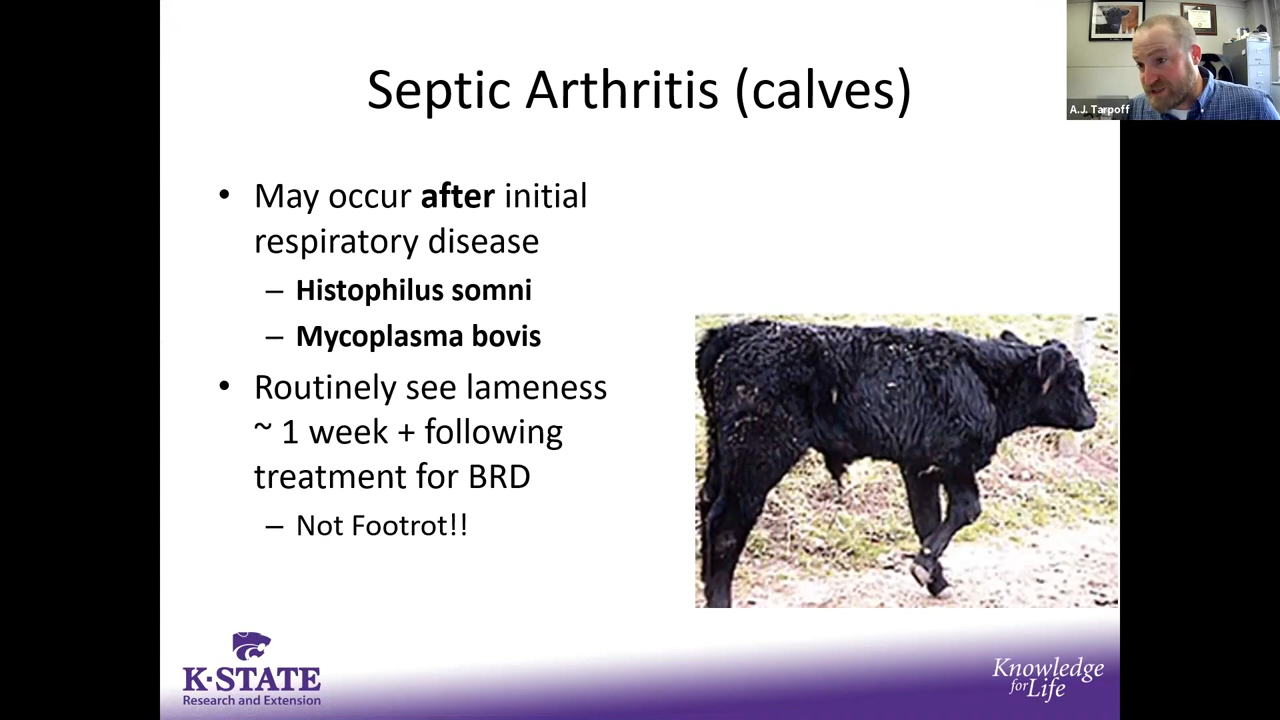 Septic Arthritis (calves)
A.J. Tarpoff
• May occur after initial
respiratory disease
– Histophilus somni
– Mycoplasma bovis
• Routinely see lameness
~ 1 week + following
treatment for BRD
– Not Footrot!!
K-STATE
Research and Extension
Knowledge
for Life